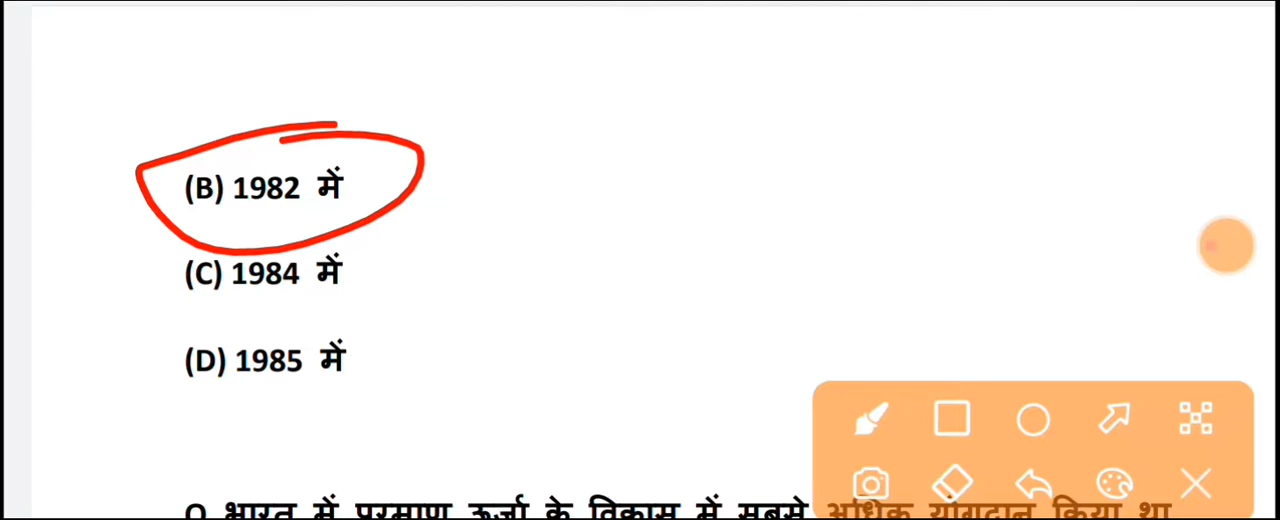 (B) 1982 में
(C) 1984 में
(D) 1985 में
Q भारत में परमाणु ऊर्जा के विकास में सबसे अधिक योगदान किया था